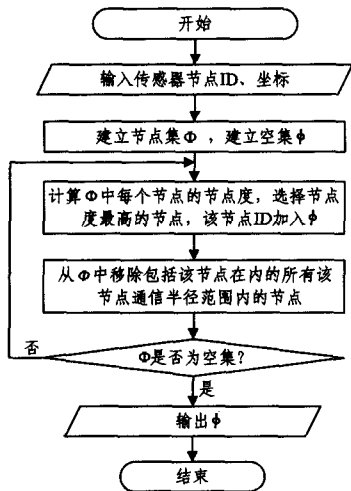 开始
输入传感器节点ID、坐标
建立节点集Φ，建立空集ϕ
计算Φ中每个节点的节点度，选择节点
度最高的节点，该节点ID加入ϕ
从Φ中移除包括该节点在内的所有该
节点通信半径范围内的节点
否
Φ是否为空集？
是
输出ϕ
结束